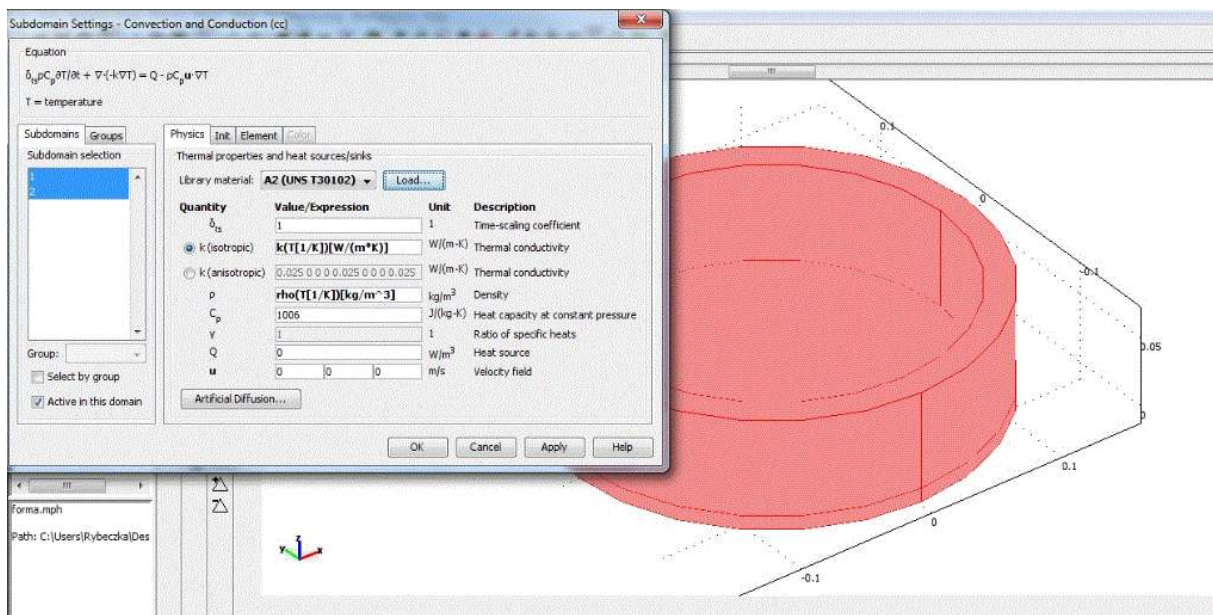 Subdomain Settings - Convection and Conduction (cc)
Equation
δtsρCp∂T/∂t + ∇·(-k∇T) = Q - ρCpu·∇T
T = temperature
Subdomains Groups
Subdomain selection
1
2
Group:
Select by group
Active in this domain
Physics Init Element Color
Thermal properties and heat sources/sinks
Library material: A2 (UNS T30102) Load...
Quantity Value/Expression Unit Description
δts 1 1 Time-scaling coefficient
k (isotropic) k(T[1/K])[W/(m*K)] W/(m·K) Thermal conductivity
k (anisotropic) 0.025 0 0 0 0.025 0 0 0 0.025 W/(m·K) Thermal conductivity
ρ rho(T[1/K])[kg/m^3] kg/m³ Density
Cp 1006 J/(kg·K) Heat capacity at constant pressure
γ 1 1 Ratio of specific heats
Q 0 W/m³ Heat source
u 0 0 0 m/s Velocity field
Artificial Diffusion...
OK Cancel Apply Help
forma.mph
Path: C:\Users\Rybeczka\Des
0.1
0
-0.1
0.05
0
0.1
0
-0.1
z
y x